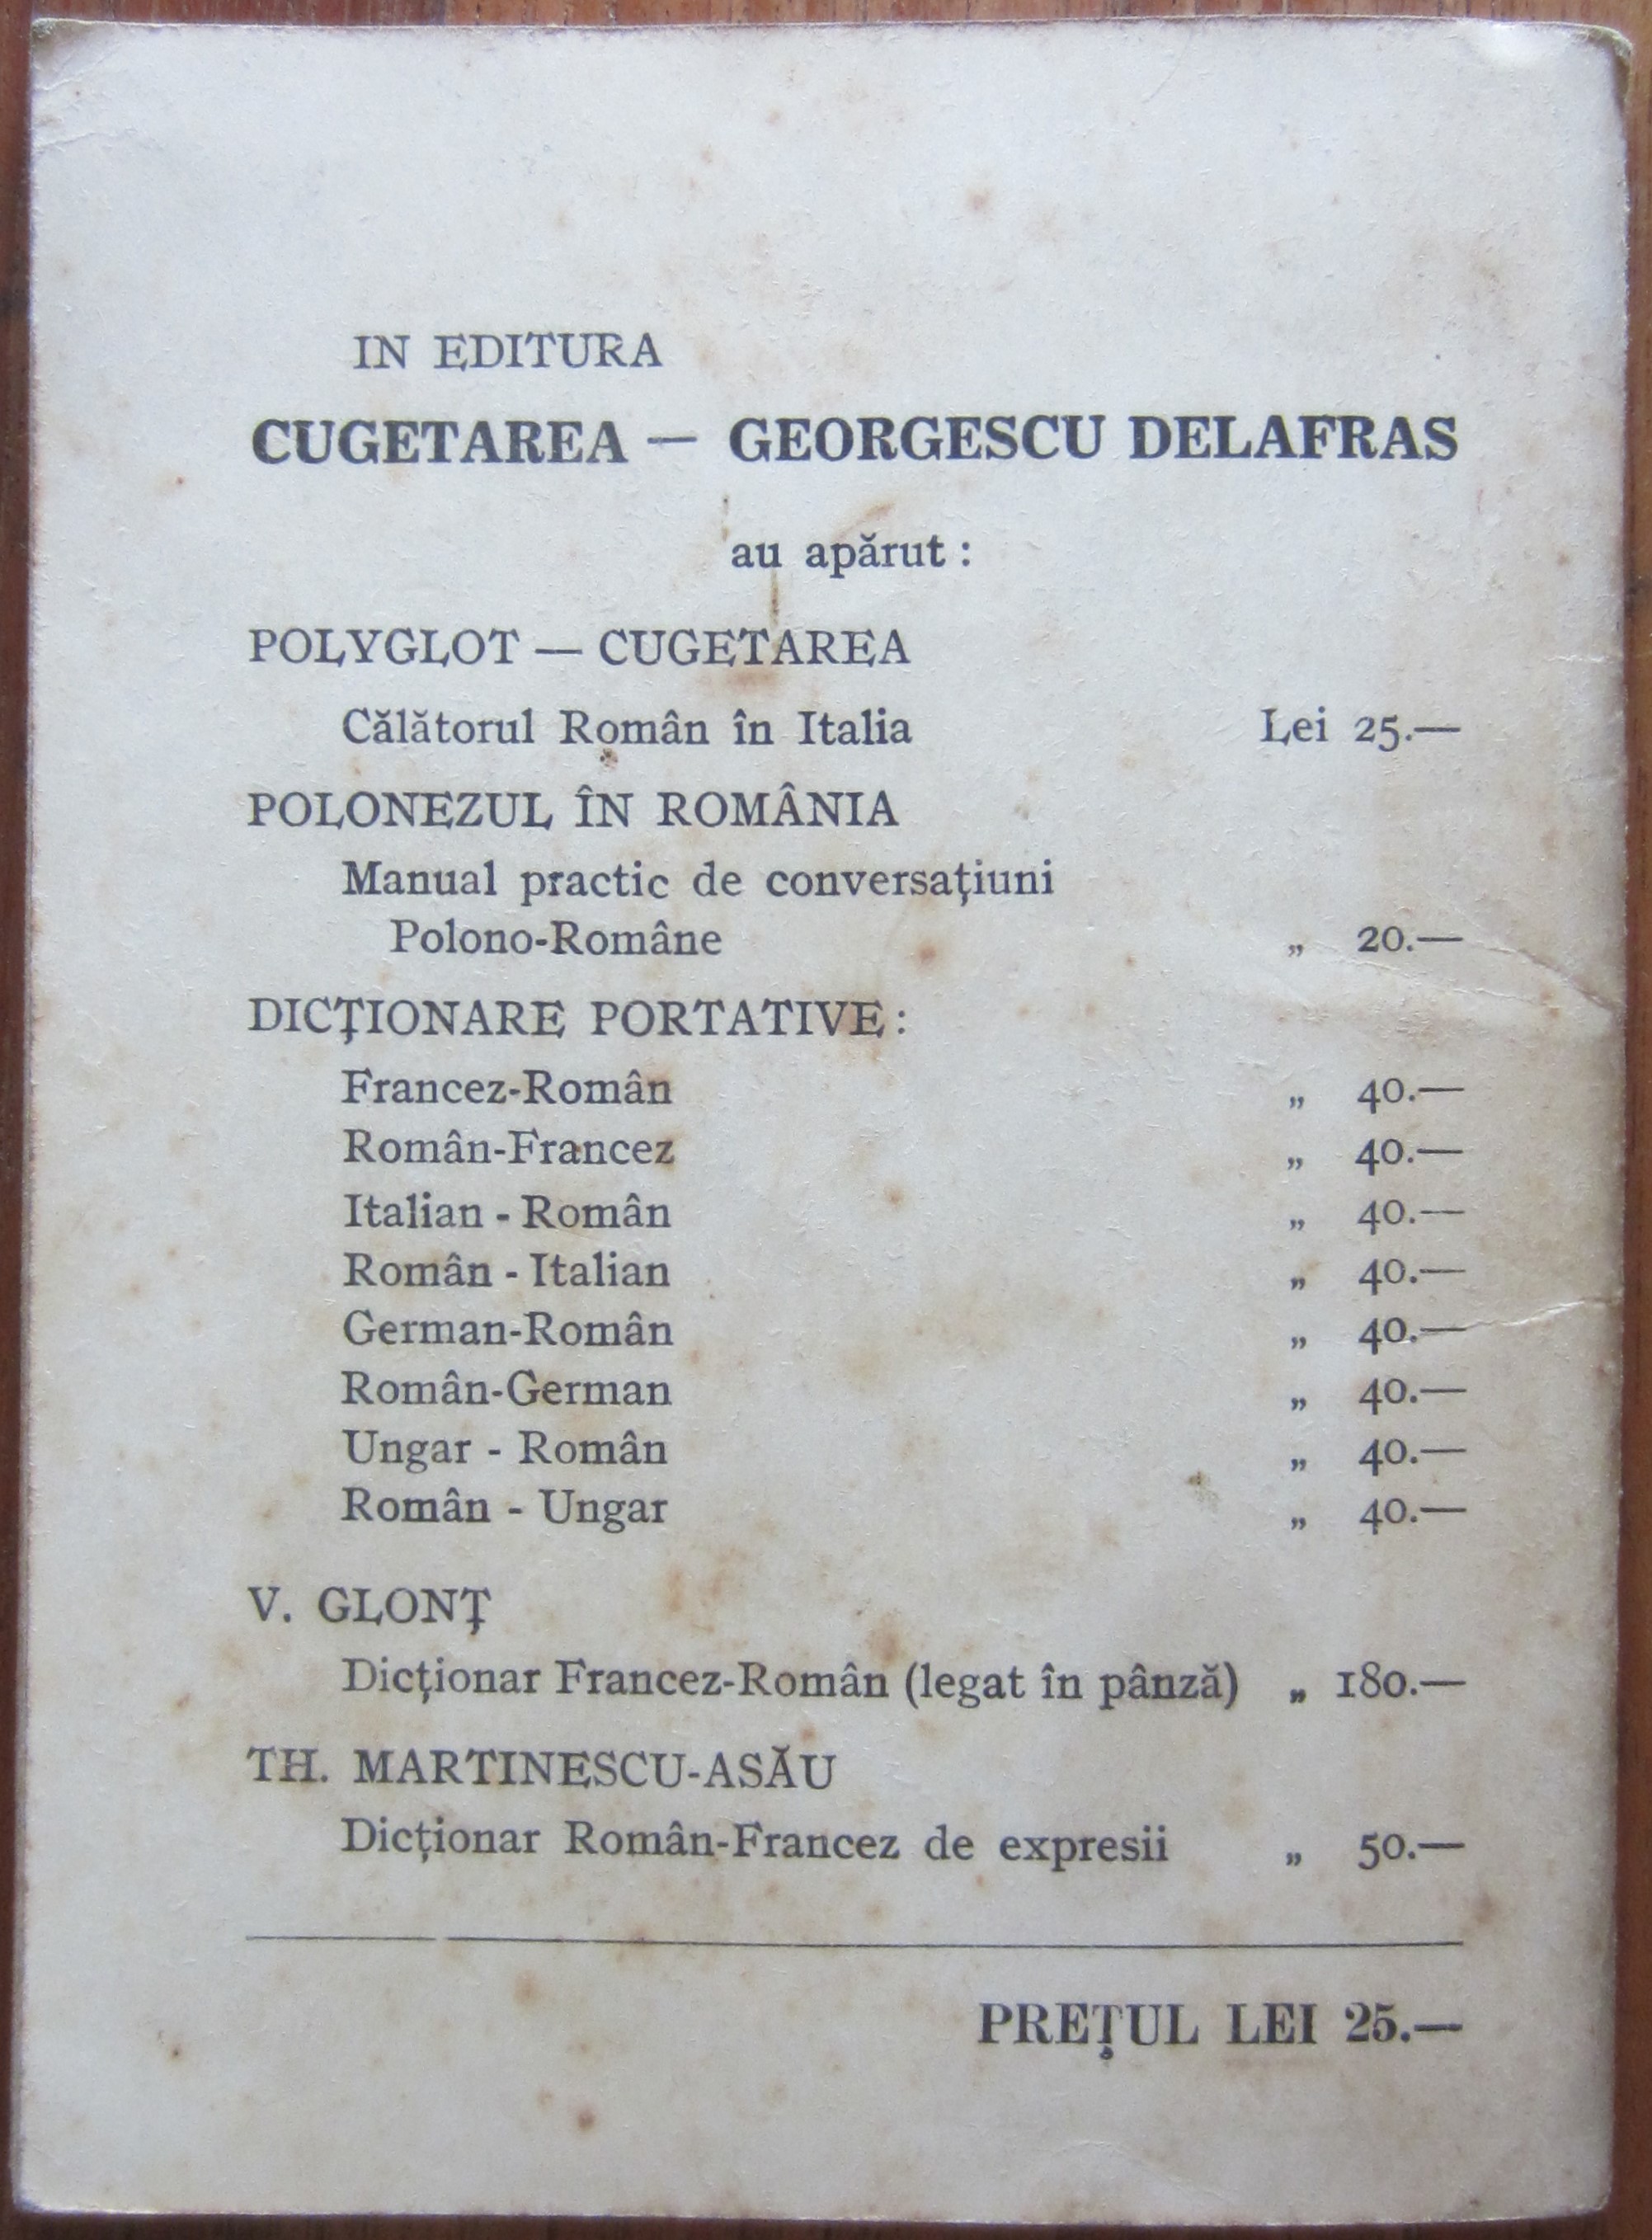 IN EDITURA
CUGETAREA — GEORGESCU DELAFRAS
au apărut :
POLYGLOT — CUGETAREA
Călătorul Român în Italia Lei 25.—
POLONEZUL ÎN ROMÂNIA
Manual practic de conversaţiuni
Polono-Române „ 20.—
DICŢIONARE PORTATIVE :
Francez-Român „ 40.—
Român-Francez „ 40.—
Italian - Român „ 40.—
Român - Italian „ 40.—
German-Român „ 40.—
Român-German „ 40.—
Ungar - Român „ 40.—
Român - Ungar „ 40.—
V. GLONŢ
Dicţionar Francez-Român (legat în pânză) „ 180.—
TH. MARTINESCU-ASĂU
Dicţionar Român-Francez de expresii „ 50.—
PREŢUL LEI 25.—